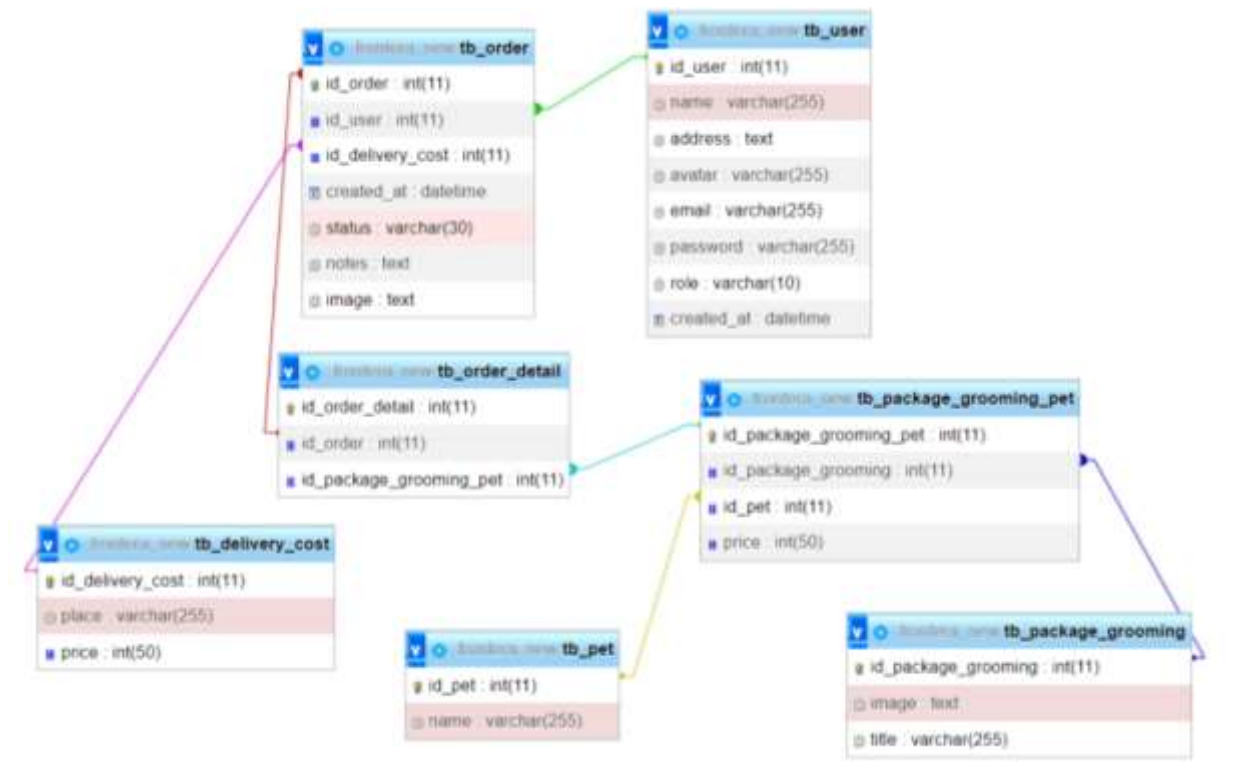 tb_order
id_order : int(11)
id_user : int(11)
id_delivery_cost : int(11)
created_at : datetime
status : varchar(30)
notes : text
image : text
tb_user
id_user : int(11)
name : varchar(255)
address : text
avatar : varchar(255)
email : varchar(255)
password : varchar(255)
role : varchar(10)
created_at : datetime
tb_order_detail
id_order_detail : int(11)
id_order : int(11)
id_package_grooming_pet : int(11)
tb_package_grooming_pet
id_package_grooming_pet : int(11)
id_package_grooming : int(11)
id_pet : int(11)
price : int(50)
tb_delivery_cost
id_delivery_cost : int(11)
place : varchar(255)
price : int(50)
tb_pet
id_pet : int(11)
name : varchar(255)
tb_package_grooming
id_package_grooming : int(11)
image : text
title : varchar(255)